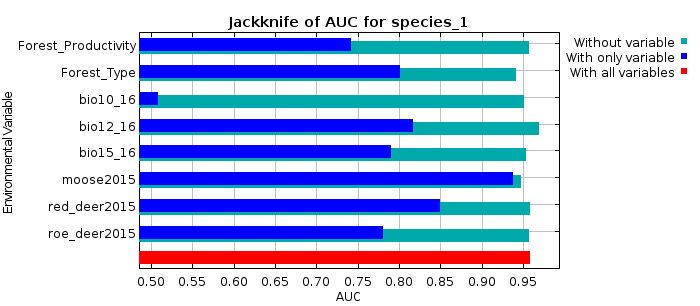 Jackknife of AUC for species_1
Forest_Productivity
Forest_Type
bio10_16
bio12_16
bio15_16
moose2015
red_deer2015
roe_deer2015
Environmental Variable
0.50 0.55 0.60 0.65 0.70 0.75 0.80 0.85 0.90 0.95
AUC
Without variable
With only variable
With all variables